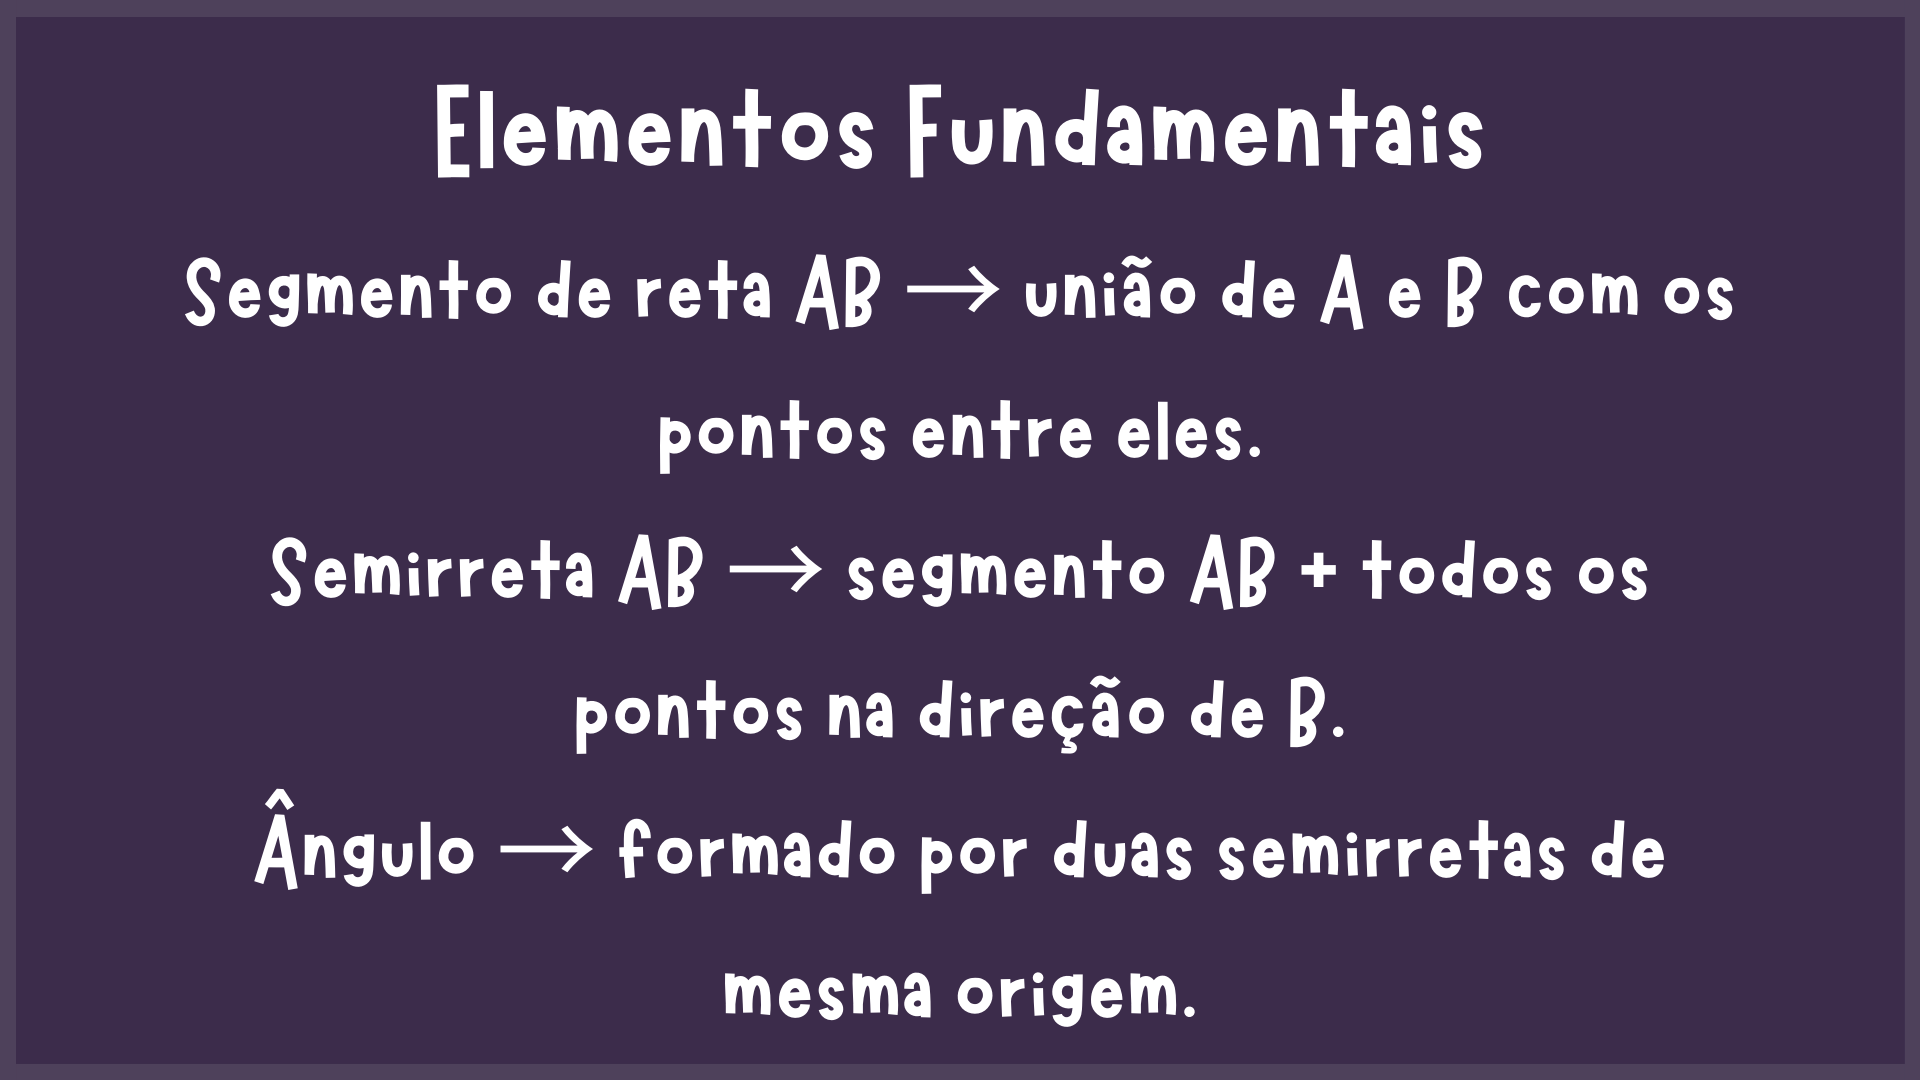 Elementos Fundamentais
Segmento de reta AB → união de A e B com os
pontos entre eles.
Semirreta AB → segmento AB + todos os
pontos na direção de B.
Ângulo → formado por duas semirretas de
mesma origem.